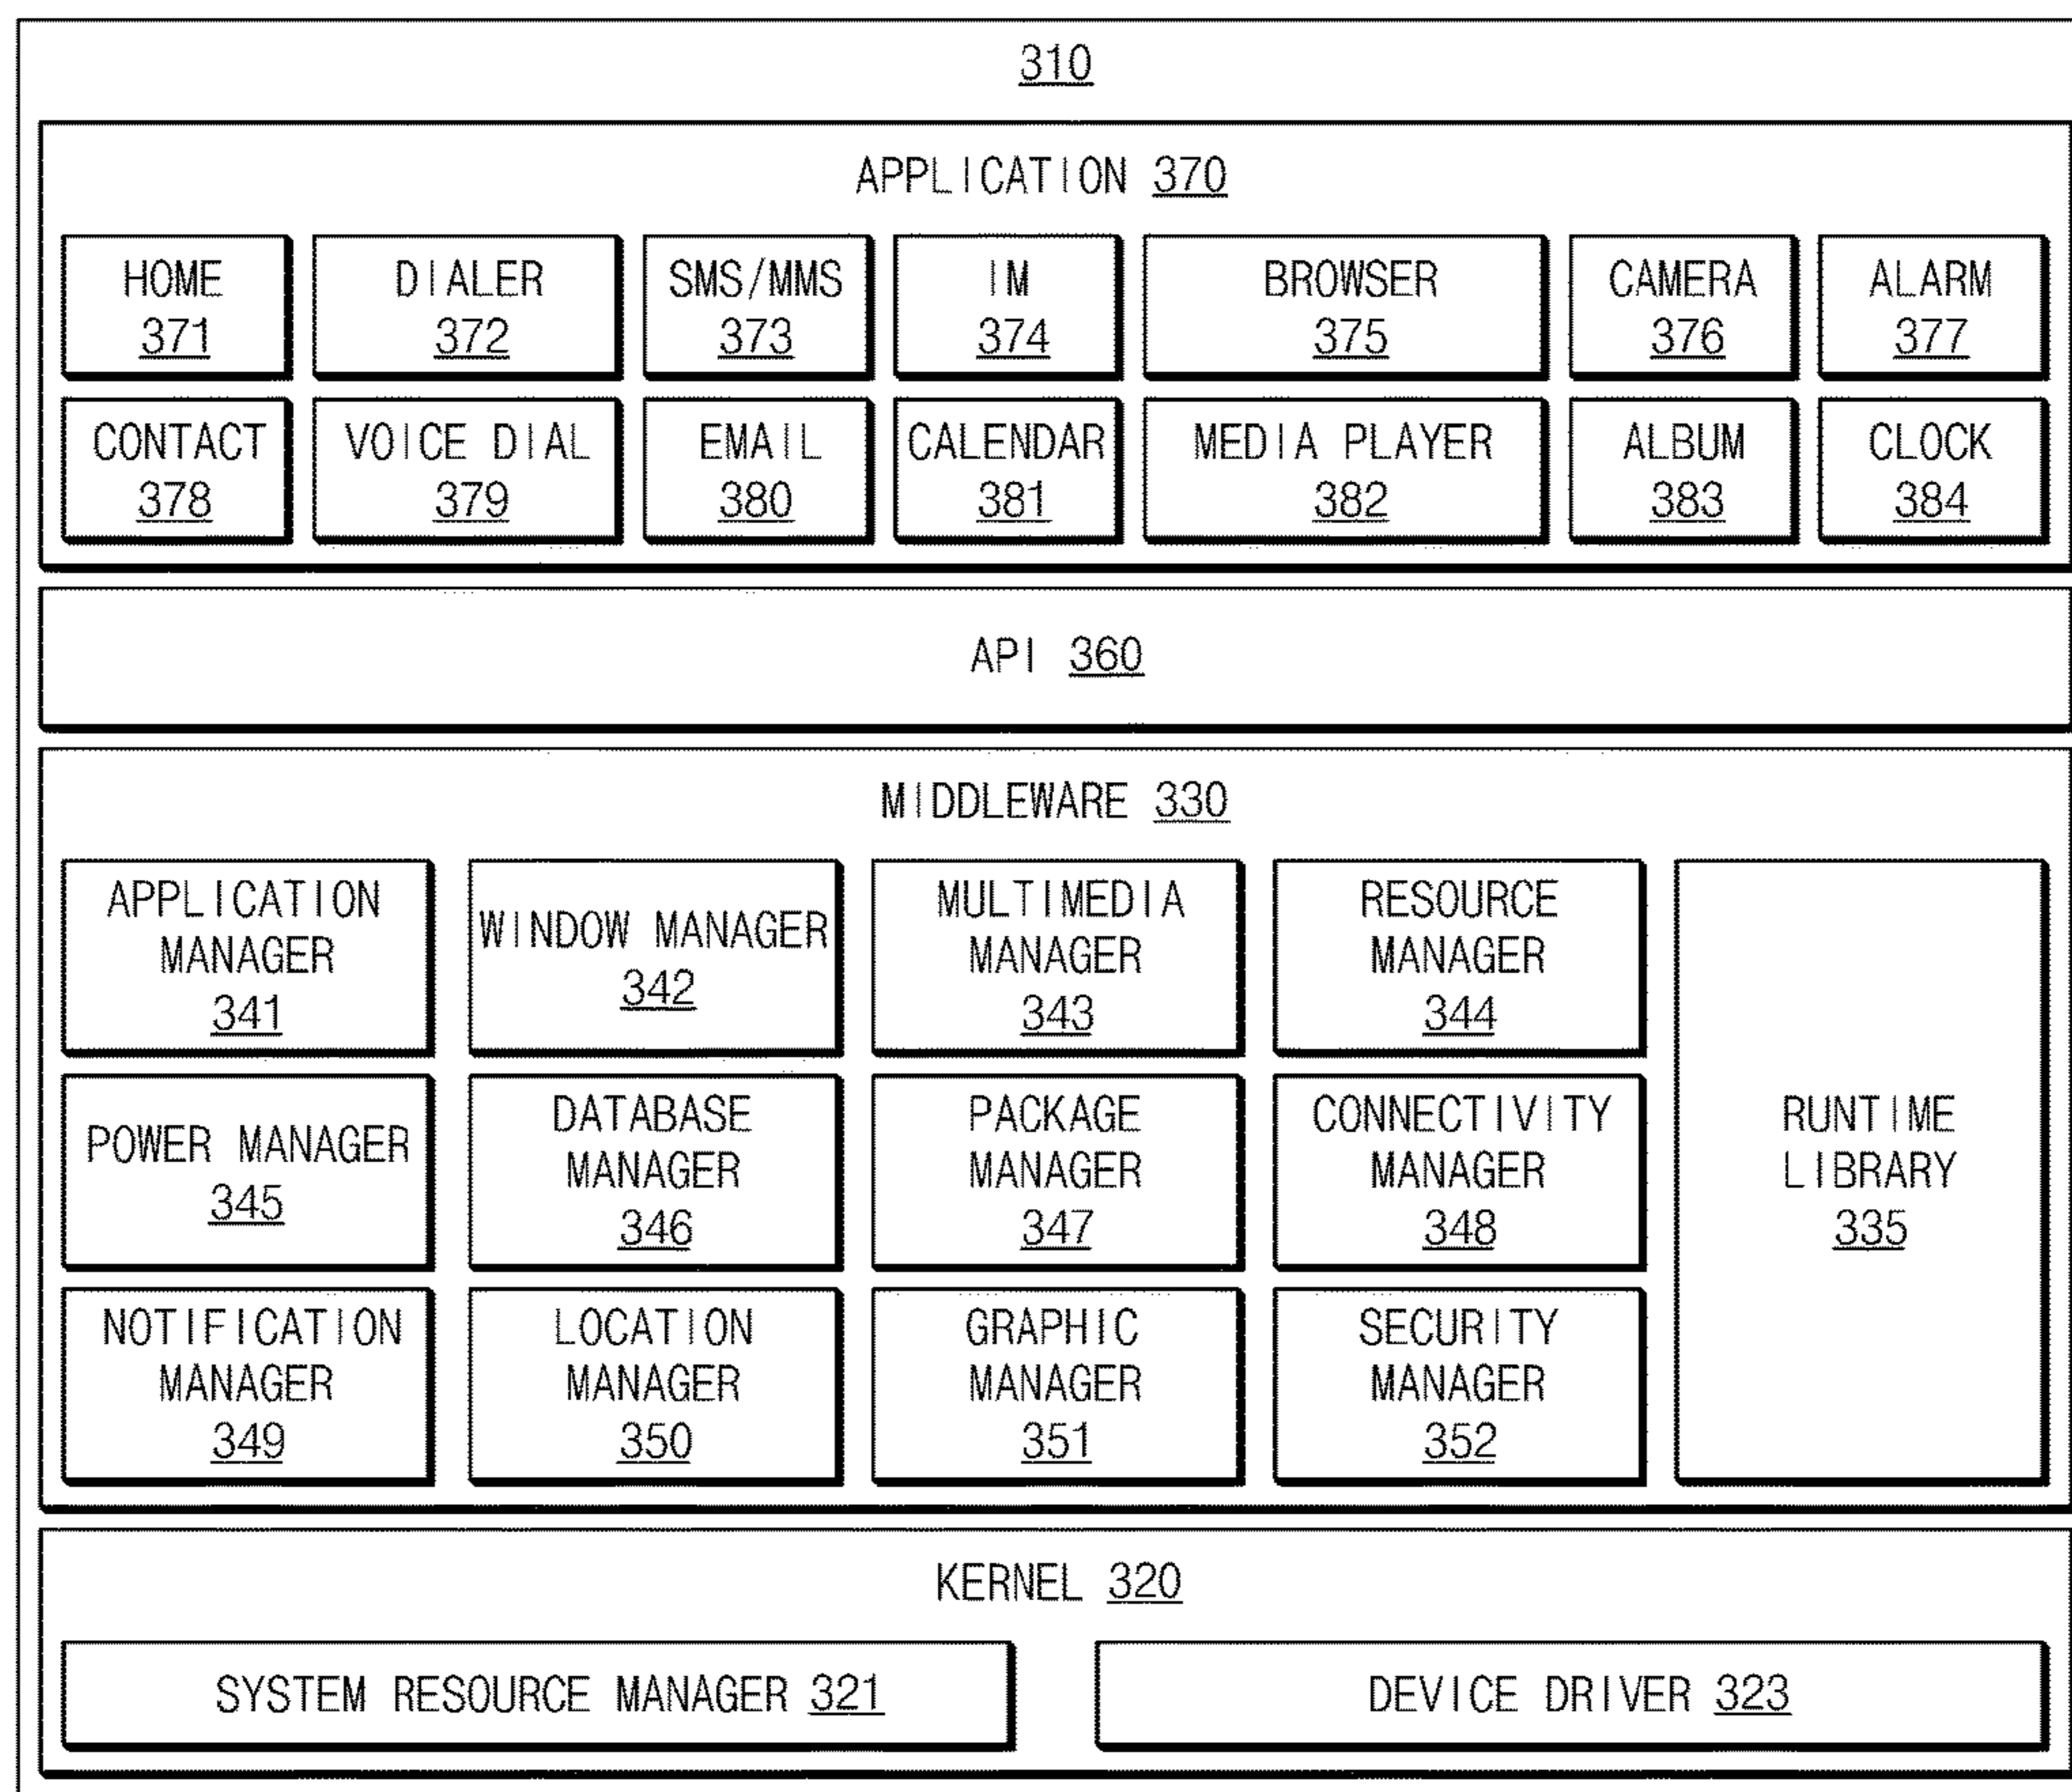 310
APPLICATION 370
HOME
371
DIALER
372
SMS/MMS
373
IM
374
BROWSER
375
CAMERA
376
ALARM
377
CONTACT
378
VOICE DIAL
379
EMAIL
380
CALENDAR
381
MEDIA PLAYER
382
ALBUM
383
CLOCK
384
API 360
MIDDLEWARE 330
APPLICATION
MANAGER
341
WINDOW MANAGER
342
MULTIMEDIA
MANAGER
343
RESOURCE
MANAGER
344
POWER MANAGER
345
DATABASE
MANAGER
346
PACKAGE
MANAGER
347
CONNECTIVITY
MANAGER
348
RUNTIME
LIBRARY
335
NOTIFICATION
MANAGER
349
LOCATION
MANAGER
350
GRAPHIC
MANAGER
351
SECURITY
MANAGER
352
KERNEL 320
SYSTEM RESOURCE MANAGER 321
DEVICE DRIVER 323